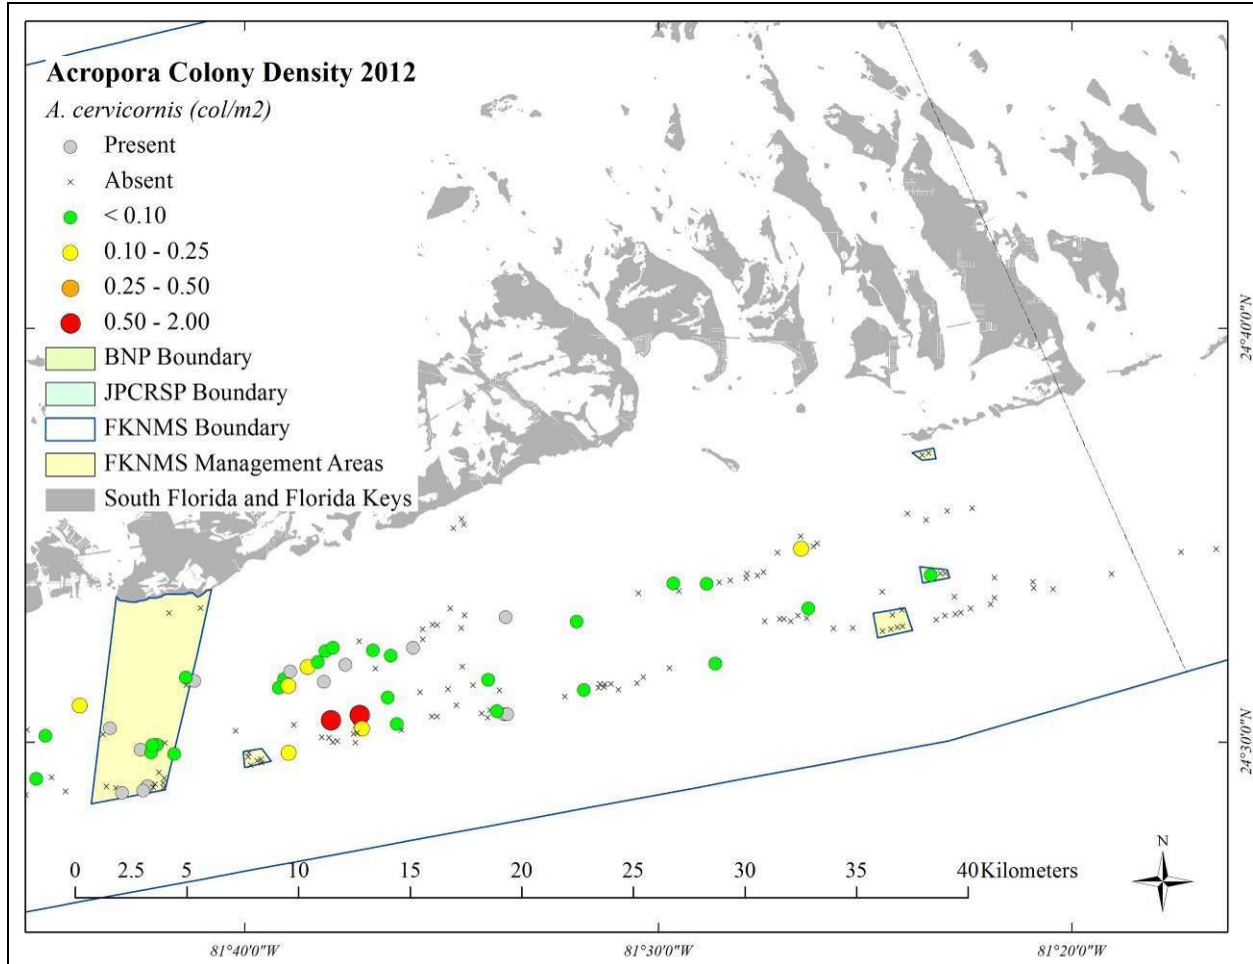 Acropora Colony Density 2012
A. cervicornis (col/m2)
Present
Absent
< 0.10
0.10 - 0.25
0.25 - 0.50
0.50 - 2.00
BNP Boundary
JPCRSP Boundary
FKNMS Boundary
FKNMS Management Areas
South Florida and Florida Keys
24°40'0"N
24°30'0"N
0 2.5 5 10 15 20 25 30 35 40 Kilometers
N
81°40'0"W 81°30'0"W 81°20'0"W